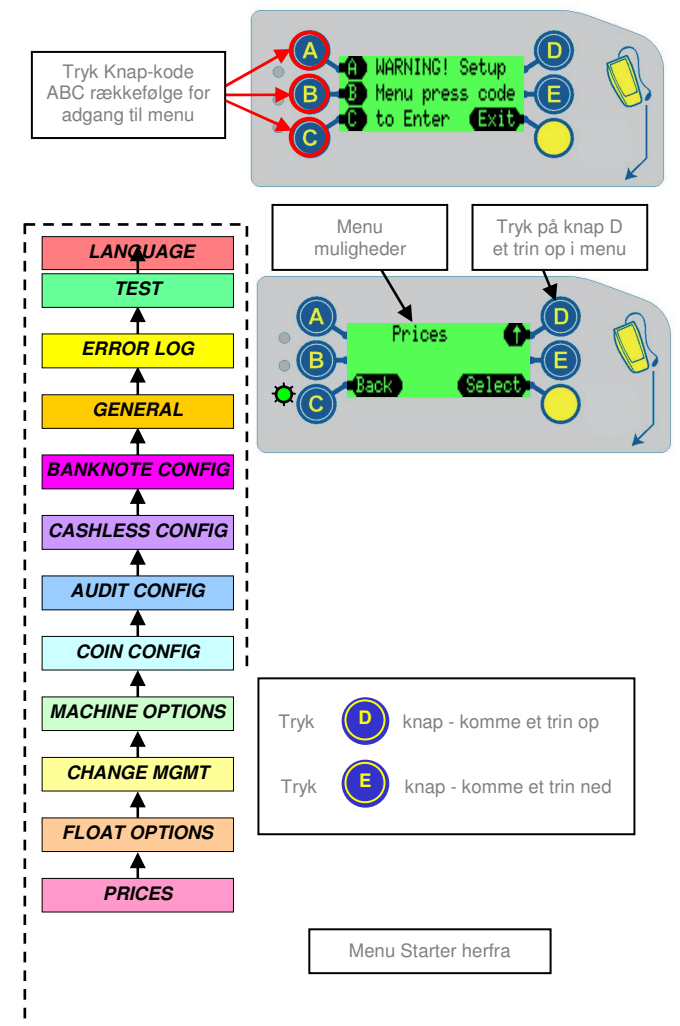 Tryk Knap-kode
ABC rækkefølge for
adgang til menu
A
B
C
A WARNING! Setup
B Menu press code
C to Enter Exit
D
E
Menu
muligheder
Tryk på knap D
et trin op i menu
A
B
C
Prices ↑
Back Select
D
E
LANGUAGE
TEST
ERROR LOG
GENERAL
BANKNOTE CONFIG
CASHLESS CONFIG
AUDIT CONFIG
COIN CONFIG
MACHINE OPTIONS
CHANGE MGMT
FLOAT OPTIONS
PRICES
Tryk D knap - komme et trin op
Tryk E knap - komme et trin ned
Menu Starter herfra